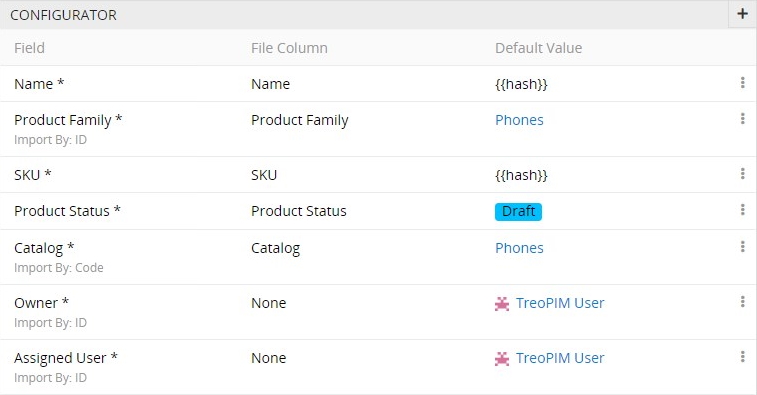 CONFIGURATOR +
Field File Column Default Value
Name * Name {{hash}}
Product Family * Product Family Phones
Import By: ID
SKU * SKU {{hash}}
Product Status * Product Status Draft
Catalog * Catalog Phones
Import By: Code
Owner * None TreoPIM User
Import By: ID
Assigned User * None TreoPIM User
Import By: ID